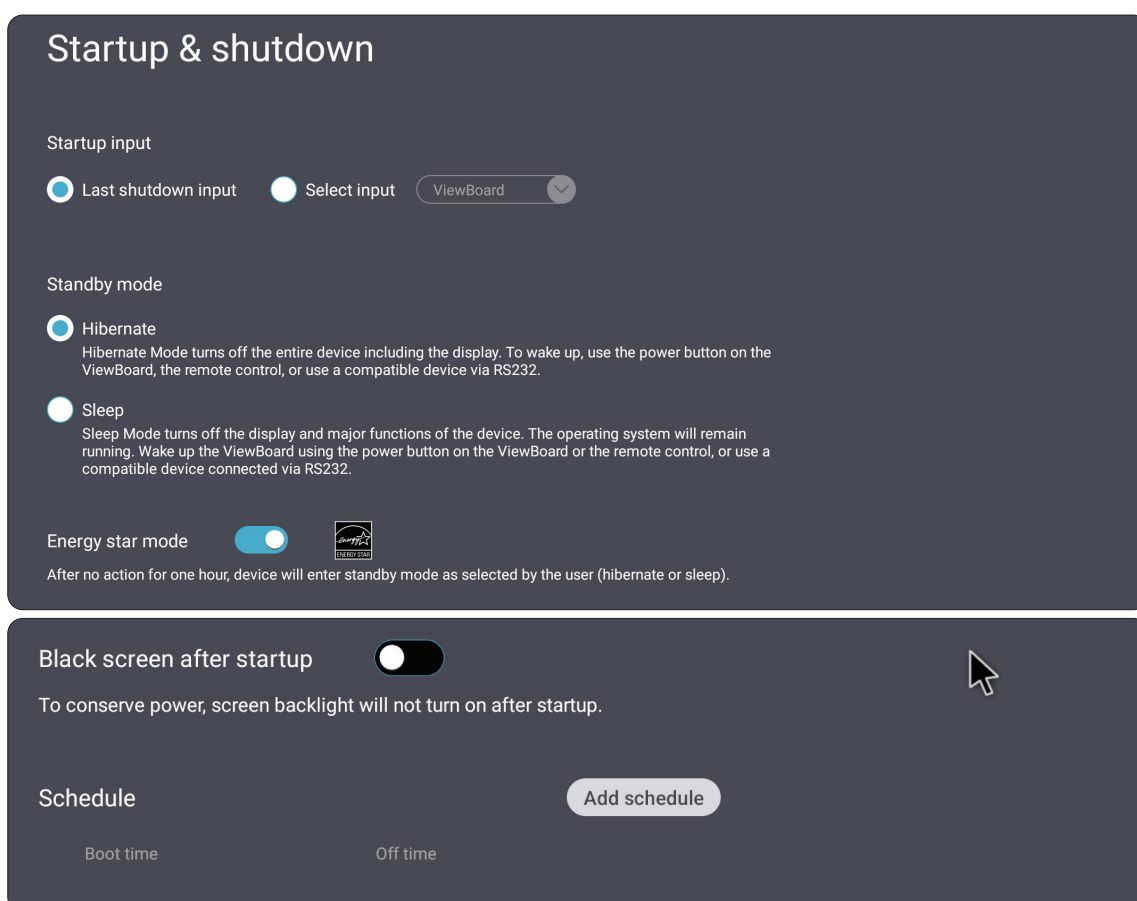 Startup & shutdown
Startup input
Last shutdown input Select input ViewBoard
Standby mode
Hibernate
Hibernate Mode turns off the entire device including the display. To wake up, use the power button on the
ViewBoard, the remote control, or use a compatible device via RS232.
Sleep
Sleep Mode turns off the display and major functions of the device. The operating system will remain
running. Wake up the ViewBoard using the power button on the ViewBoard or the remote control, or use a
compatible device connected via RS232.
Energy star mode energy ENERGY STAR
After no action for one hour, device will enter standby mode as selected by the user (hibernate or sleep).
Black screen after startup
To conserve power, screen backlight will not turn on after startup.
Schedule Add schedule
Boot time Off time